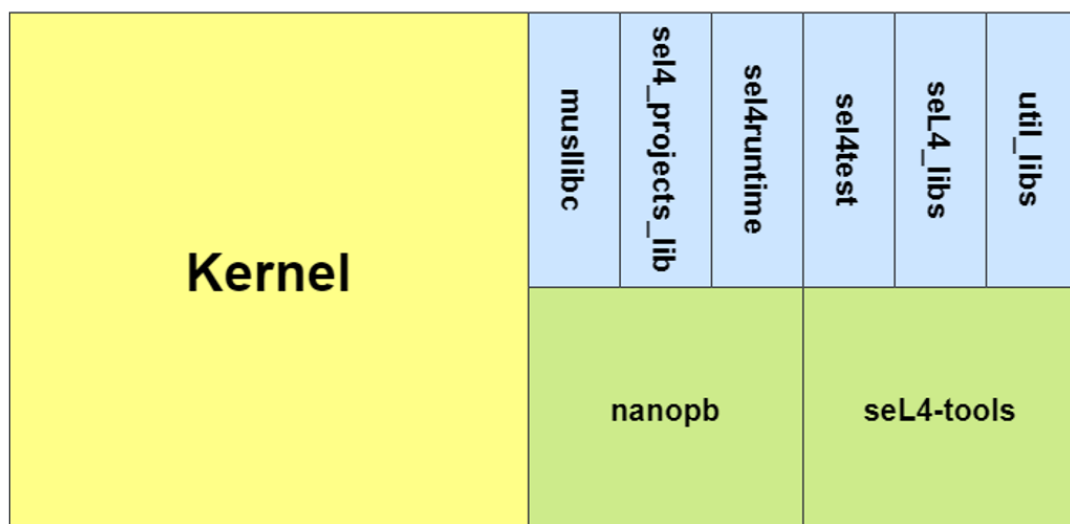 Kernel
musllibc
sel4_projects_lib
sel4runtime
sel4test
seL4_libs
util_libs
nanopb
seL4-tools